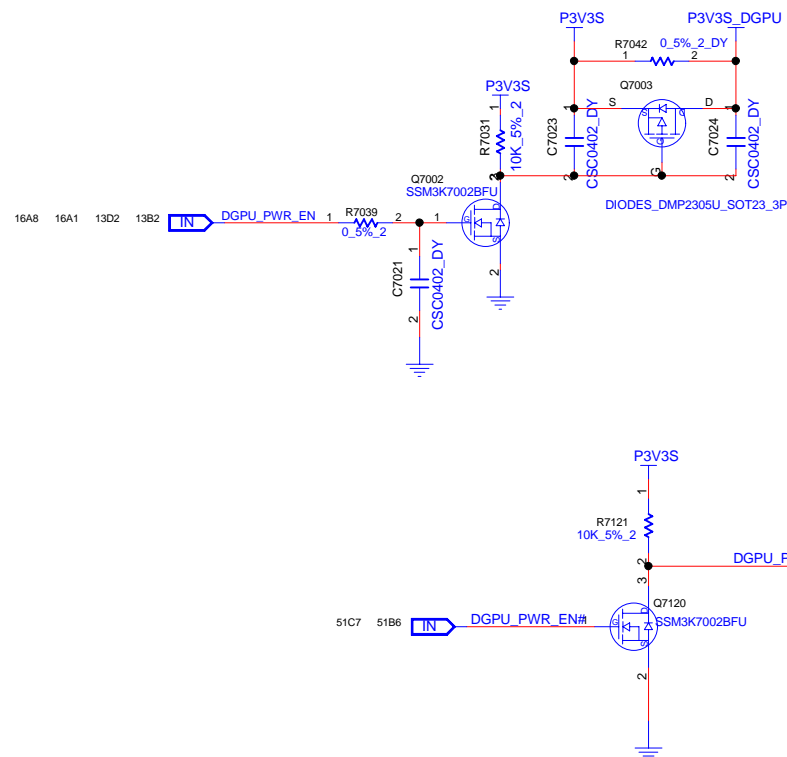 P3V3S
P3V3S_DGPU
R7042
0_5%_2_DY
1
2
Q7003
P3V3S
S
D
1
1
1
R7031
10K_5%_2
C7023
CSC0402_DY
S
D
G
C7024
CSC0402_DY
2
G
2
Q7002
SSM3K7002BFU
DIODES_DMP2305U_SOT23_3P
16A8
16A1
13D2
13B2
IN
DGPU_PWR_EN
1
R7039
2
0_5%_2
1
G
D
S
1
2
C7021
CSC0402_DY
2
P3V3S
1
R7121
10K_5%_2
2
DGPU_P
3
Q7120
51C7
51B6
IN
DGPU_PWR_EN#
1
G
D
S
SSM3K7002BFU
2